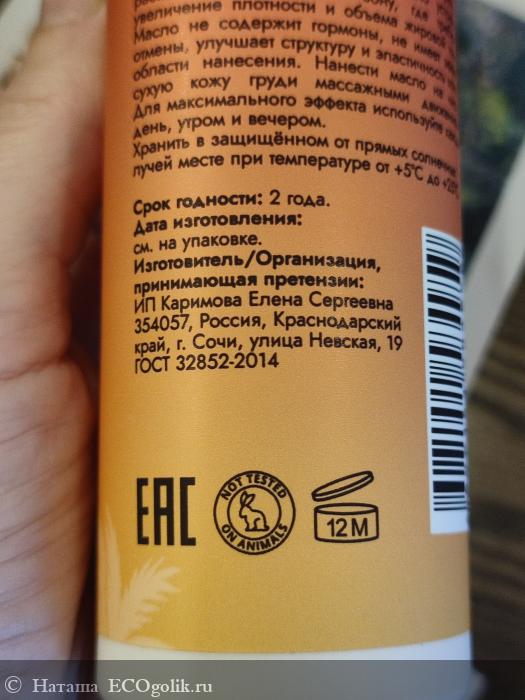 увеличение плотности и объема жировой
Масло не содержит гормоны, не имеет
отмены, улучшает структуру и эластичность
области нанесения. Нанести масло на
сухую кожу груди массажными
Для максимального эффекта используйте
день, утром и вечером.
Хранить в защищённом от прямых солнечных
лучей месте при температуре от +5°C до +25°C
Срок годности: 2 года.
Дата изготовления:
см. на упаковке.
Изготовитель/Организация,
принимающая претензии:
ИП Каримова Елена Сергеевна
354057, Россия, Краснодарский
край, г. Сочи, улица Невская, 19
ГОСТ 32852-2014
EAC
NOT TESTED
ON ANIMALS
12 M
© Наташа ECOgolik.ru